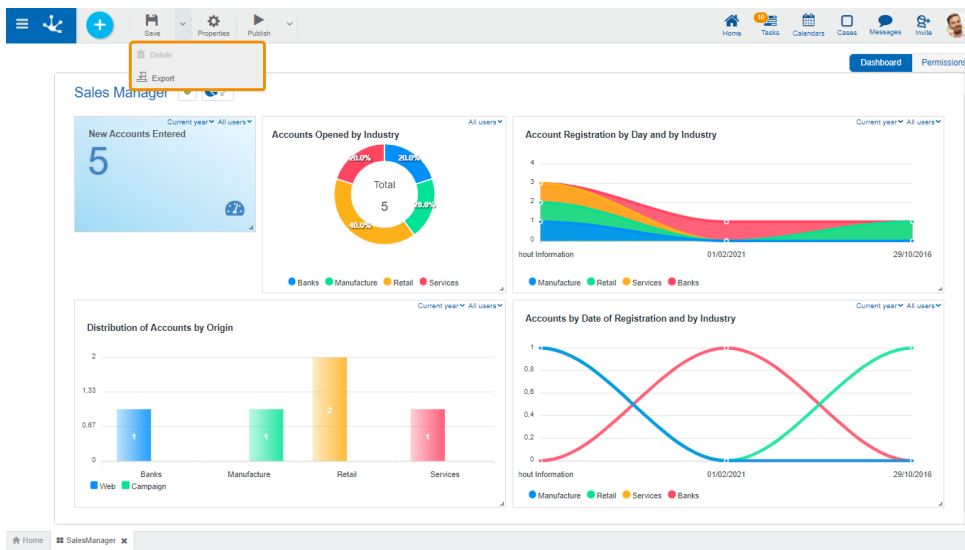 Save
Properties
Publish
Home
10
Tasks
Calendars
Cases
Messages
Invite
Delete
Export
Dashboard
Permissions
Sales Manager
Current year All users
New Accounts Entered
5
All users
Accounts Opened by Industry
20.0% 20.0%
Total
5
20.0%
40.0%
Banks Manufacture Retail Services
Current year All users
Account Registration by Day and by Industry
4
3
2
1
0
hout Information 01/02/2021 29/10/2016
Manufacture Retail Services Banks
Current year All users
Distribution of Accounts by Origin
2
1,33
0.67
0
1 1 2 1
Banks Manufacture Retail Services
Web Campaign
Current year All users
Accounts by Date of Registration and by Industry
1
0.8
0.6
0.4
0.2
0
hout Information 01/02/2021 29/10/2016
Manufacture Retail Services Banks
Home SalesManager